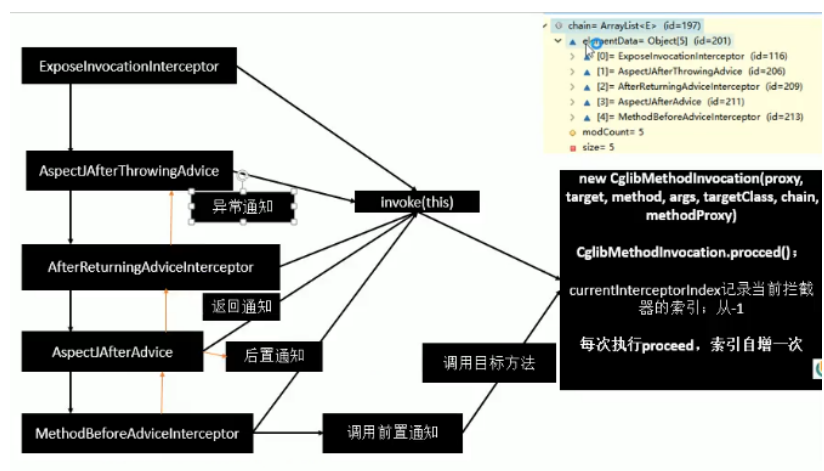 chain= ArrayList<E> (id=197)
elementData= Object[5] (id=201)
[0]= ExposeInvocationInterceptor (id=116)
[1]= AspectJAfterThrowingAdvice (id=206)
[2]= AfterReturningAdviceInterceptor (id=209)
[3]= AspectJAfterAdvice (id=211)
[4]= MethodBeforeAdviceInterceptor (id=213)
modCount= 5
size= 5
ExposeInvocationInterceptor
AspectJAfterThrowingAdvice
异常通知
invoke(this)
AfterReturningAdviceInterceptor
返回通知
AspectJAfterAdvice
后置通知
MethodBeforeAdviceInterceptor
调用前置通知
调用目标方法
new CglibMethodInvocation(proxy,
target, method, args, targetClass, chain,
methodProxy)
CglibMethodInvocation.procced();
currentInterceptorIndex记录当前拦截
器的索引；从-1
每次执行proceed，索引自增一次